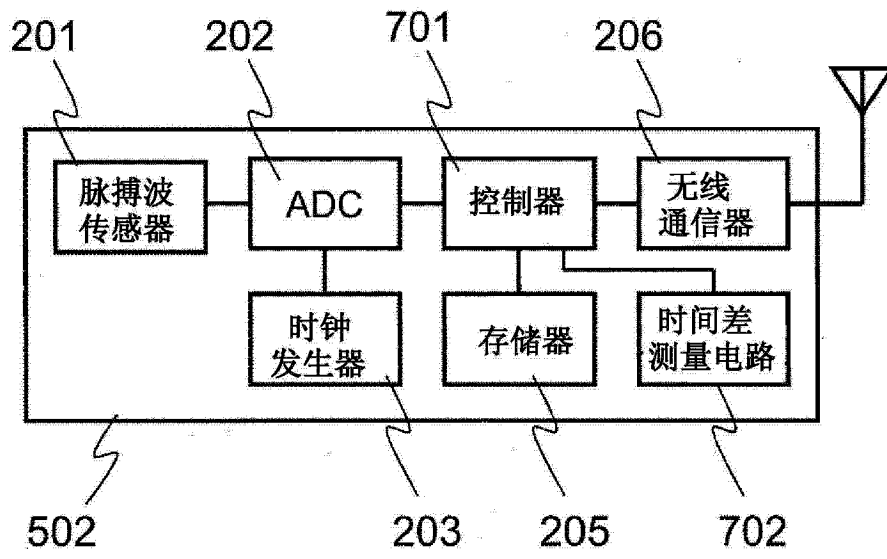 201
202
701
206
脉搏波
传感器
ADC
控制器
无线
通信器
时钟
发生器
存储器
时间差
测量电路
502
203
205
702